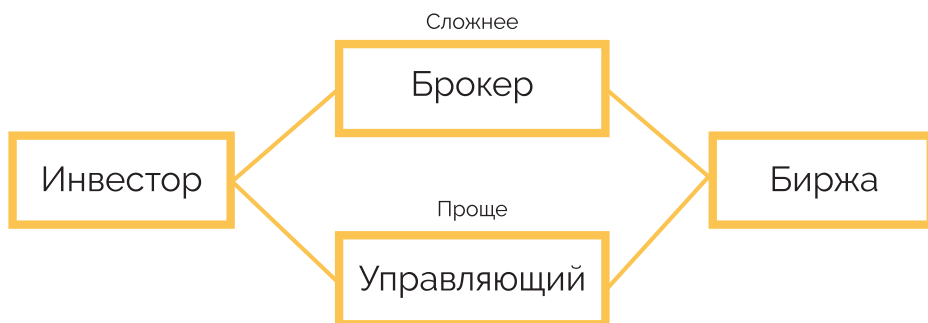 Сложнее
Брокер
Инвестор
Биржа
Проще
Управляющий